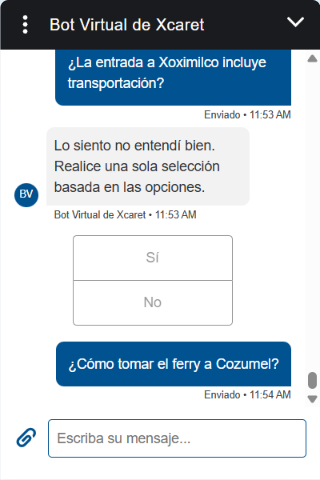 Bot Virtual de Xcaret
¿La entrada a Xoximilco incluye
transportación?
Enviado • 11:53 AM
Lo siento no entendí bien.
Realice una sola selección
basada en las opciones.
BV
Bot Virtual de Xcaret • 11:53 AM
Sí
No
¿Cómo tomar el ferry a Cozumel?
Enviado • 11:54 AM
Escriba su mensaje...